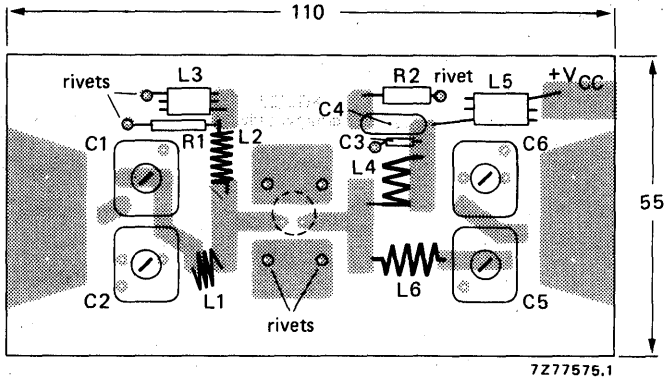 110
rivets
L3
R2
rivet
L5
+VCC
C4
C1
R1
L2
C3
L4
C6
55
C2
L1
L6
C5
rivets
7Z77575.1